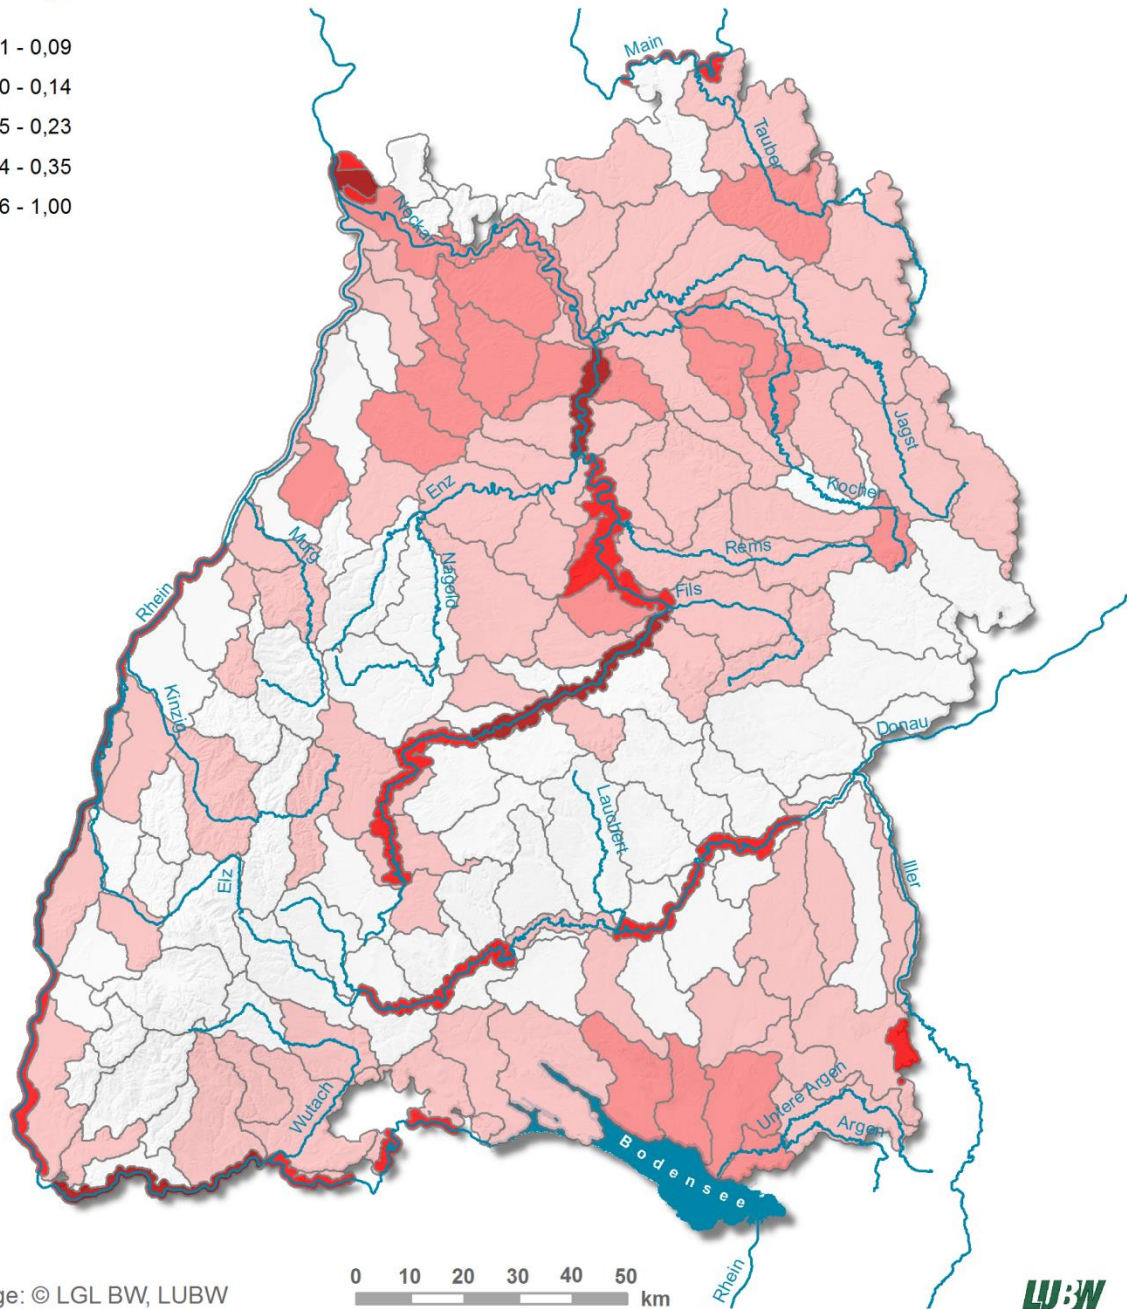 1 - 0,09
0 - 0,14
5 - 0,23
4 - 0,35
6 - 1,00
Main
Tauber
Neckar
Jagst
Kocher
Enz
Murg
Nagold
Rems
Fils
Rhein
Kinzig
Donau
Lauchert
Elz
Iller
Wutach
Untere Argen
Argen
Bodensee
Rhein
0 10 20 30 40 50
km
ge: © LGL BW, LUBW
LUBW